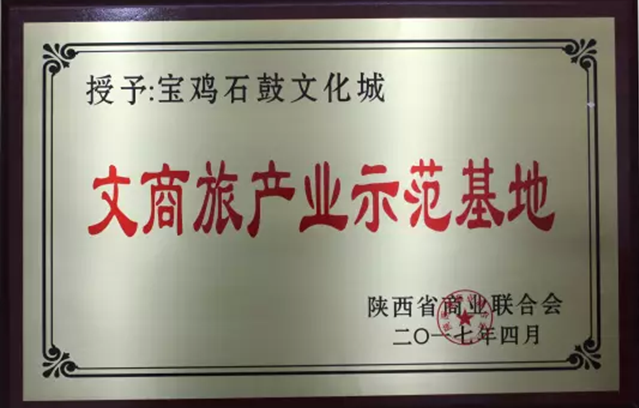 授予:宝鸡石鼓文化城
文商旅产业示范基地
陕西省商业联合会
二〇一七年四月